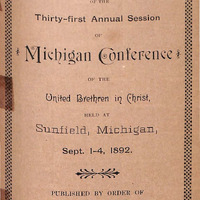 OF THE
Thirty-first Annual Session
Michigan Conference
OF THE
United Brethren in Christ,
HELD AT
Sunfield, Michigan,
Sept. 1-4, 1892.
PUBLISHED BY ORDER OF